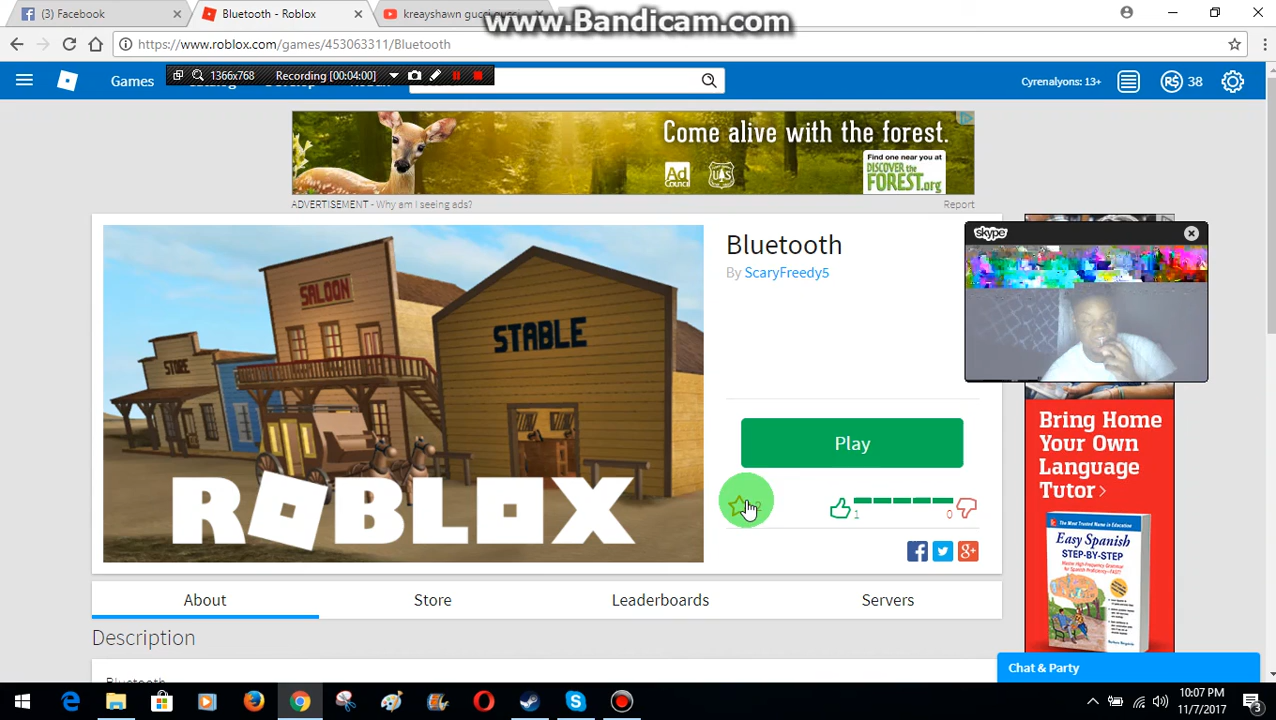 www.Bandicam.com
(3) Facebook
Bluetooth - Roblox
kreayshawn gucci gucci
https://www.roblox.com/games/453063311/Bluetooth
1366x768
Recording [00:04:00]
Games
Cyrenalyons: 13+
R$ 38
Come alive with the forest.
Ad
COUNCIL
Find one near you at
DISCOVER the
FOREST.org
ADVERTISEMENT - Why am I seeing ads?
Report
Bluetooth
By ScaryFreedy5
skype
STORE
SALOON
STABLE
ROBLOX
Play
1
0
Bring Home
Your Own
Language
Tutor >
Easy Spanish
STEP-BY-STEP
About
Store
Leaderboards
Servers
Description
Bluetooth
Chat & Party
10:07 PM
11/7/2017
3